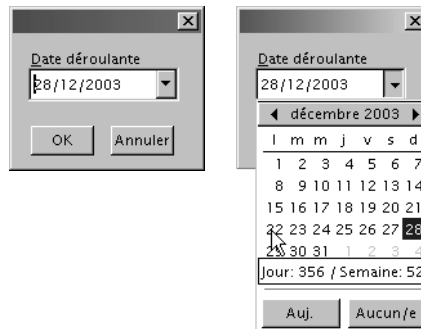 Date déroulante
28/12/2003
OK Annuler
Date déroulante
28/12/2003
décembre 2003
l m m j v s d
1 2 3 4 5 6 7
8 9 10 11 12 13 14
15 16 17 18 19 20 21
22 23 24 25 26 27 28
29 30 31 1 2 3 4
Jour: 356 / Semaine: 52
Auj. Aucun/e